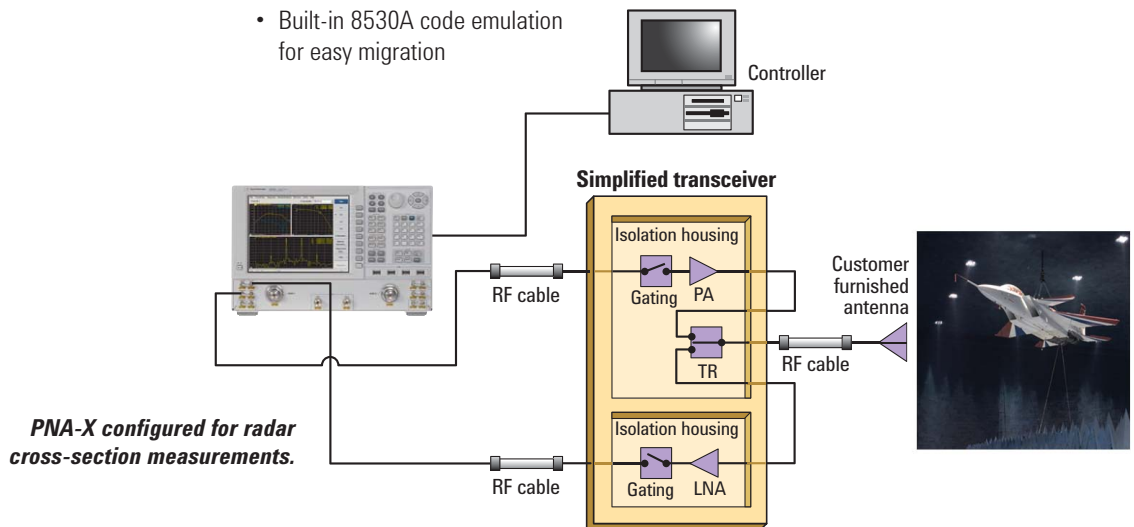 • Built-in 8530A code emulation
for easy migration
Controller
Simplified transceiver
Isolation housing
Gating
PA
RF cable
Customer
furnished
antenna
TR
RF cable
PNA-X configured for radar
cross-section measurements.
Isolation housing
Gating
LNA
RF cable